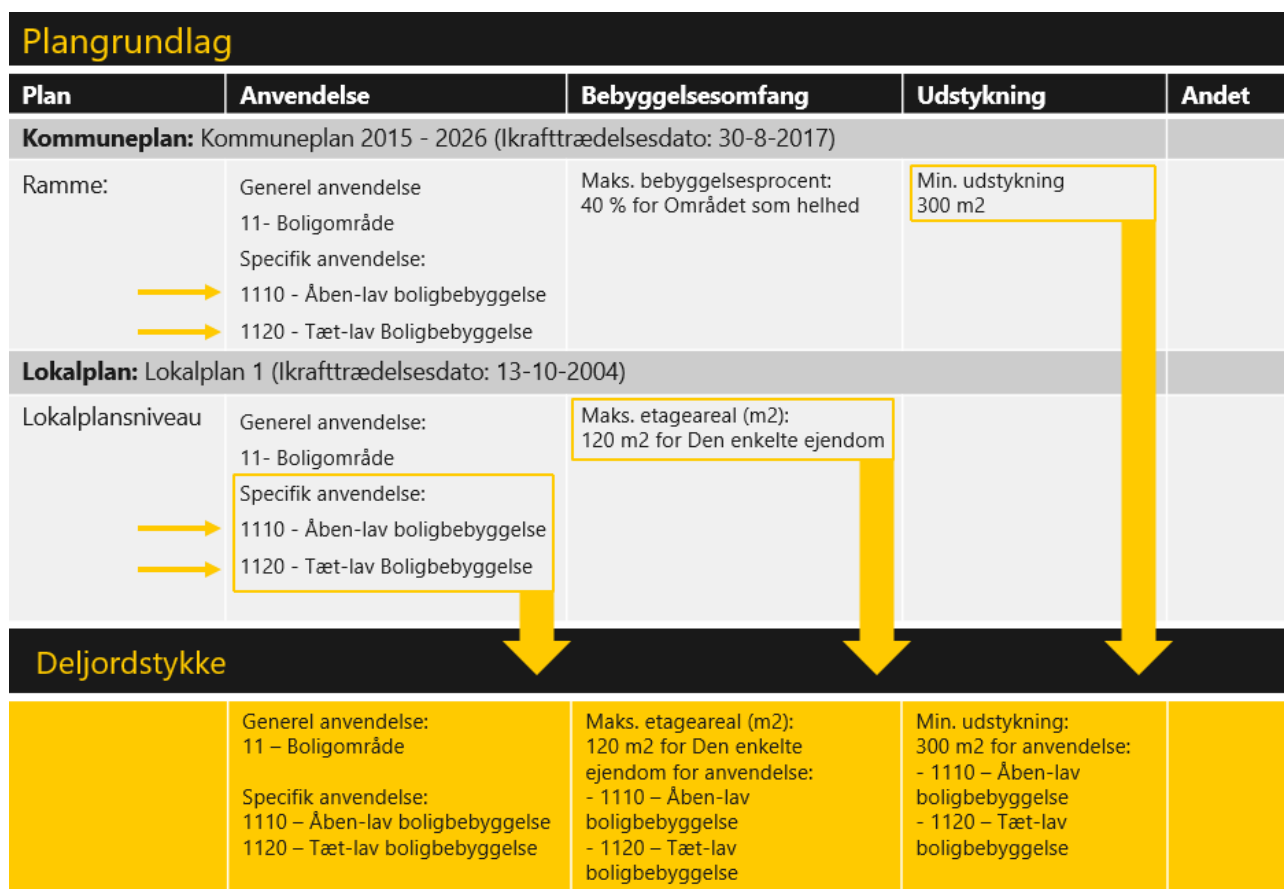 Plangrundlag
Plan Anvendelse Bebyggelsesomfang Udstykning Andet
Kommuneplan: Kommuneplan 2015 - 2026 (Ikrafttrædelsesdato: 30-8-2017)
Ramme:
Generel anvendelse
11- Boligområde
Specifik anvendelse:
1110 - Åben-lav boligbebyggelse
1120 - Tæt-lav Boligbebyggelse
Maks. bebyggelsesprocent:
40 % for Området som helhed
Min. udstykning
300 m2
Lokalplan: Lokalplan 1 (Ikrafttrædelsesdato: 13-10-2004)
Lokalplansniveau
Generel anvendelse:
11- Boligområde
Specifik anvendelse:
1110 - Åben-lav boligbebyggelse
1120 - Tæt-lav Boligbebyggelse
Maks. etageareal (m2):
120 m2 for Den enkelte ejendom
Deljordstykke
Generel anvendelse:
11 – Boligområde
Specifik anvendelse:
1110 – Åben-lav boligbebyggelse
1120 – Tæt-lav boligbebyggelse
Maks. etageareal (m2):
120 m2 for Den enkelte
ejendom for anvendelse:
- 1110 – Åben-lav
boligbebyggelse
- 1120 – Tæt-lav
boligbebyggelse
Min. udstykning:
300 m2 for anvendelse:
- 1110 – Åben-lav
boligbebyggelse
- 1120 – Tæt-lav
boligbebyggelse